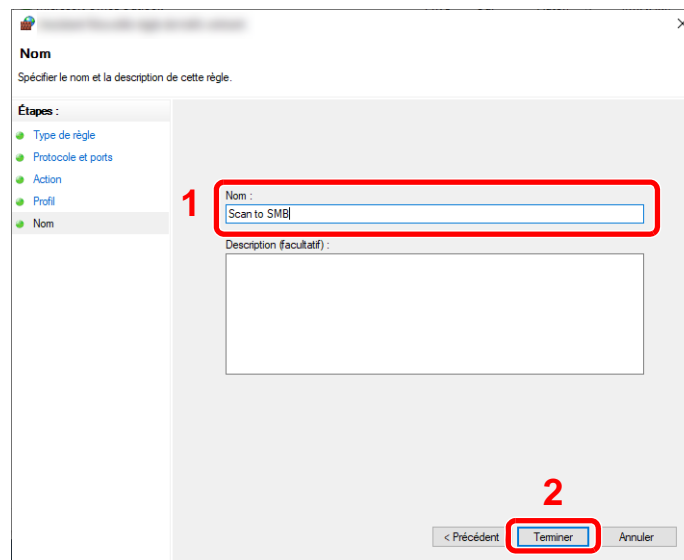 Nom
Spécifier le nom et la description de cette règle.
Étapes :
Type de règle
Protocole et ports
Action
Profil
Nom
1
Nom :
Scan to SMB
Description (facultatif) :
2
< Précédent
Terminer
Annuler